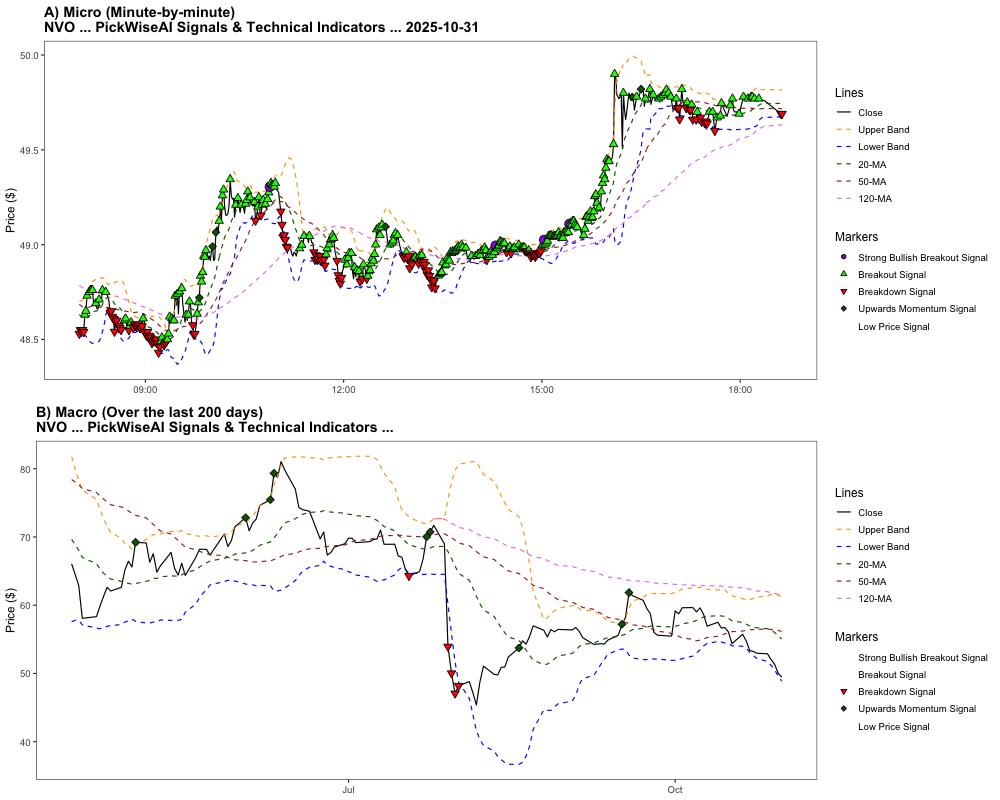 A) Micro (Minute-by-minute)
NVO ... PickWiseAI Signals & Technical Indicators ... 2025-10-31
50.0
49.5
49.0
48.5
Price ($)
09:00
12:00
15:00
18:00
Lines
Close
Upper Band
Lower Band
20-MA
50-MA
120-MA
Markers
Strong Bullish Breakout Signal
Breakout Signal
Breakdown Signal
Upwards Momentum Signal
Low Price Signal
B) Macro (Over the last 200 days)
NVO ... PickWiseAI Signals & Technical Indicators ...
80
70
60
50
40
Price ($)
Jul
Oct
Lines
Close
Upper Band
Lower Band
20-MA
50-MA
120-MA
Markers
Strong Bullish Breakout Signal
Breakout Signal
Breakdown Signal
Upwards Momentum Signal
Low Price Signal